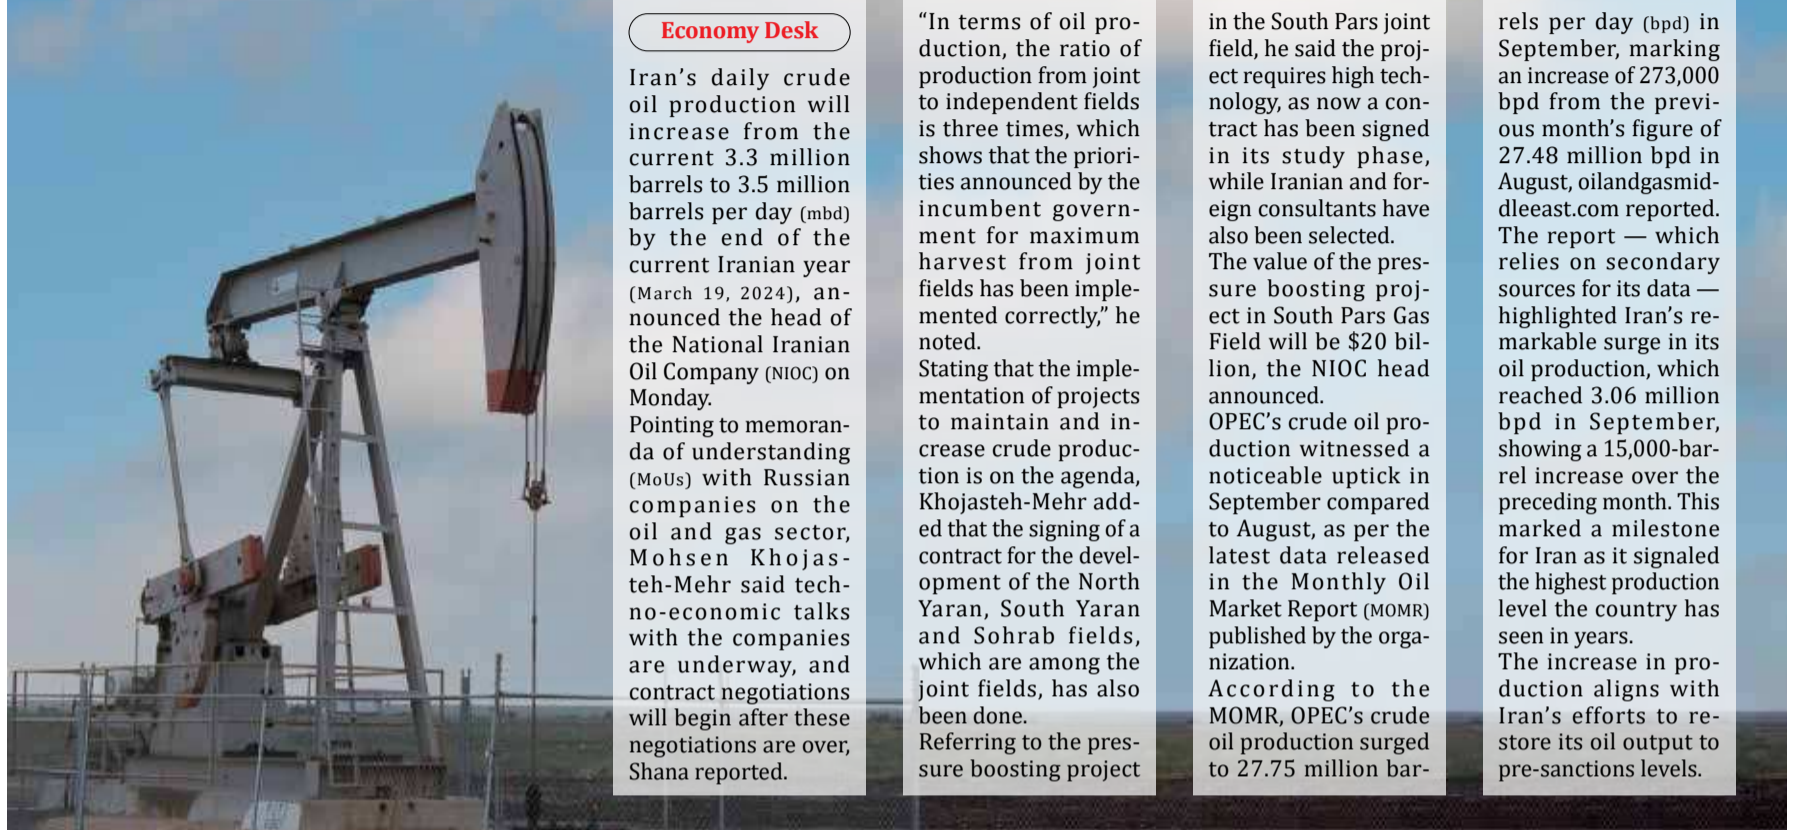 Economy Desk
Iran’s daily crude
oil production will
increase from the
current 3.3 million
barrels to 3.5 million
barrels per day (mbd)
by the end of the
current Iranian year
(March 19, 2024), an-
nounced the head of
the National Iranian
Oil Company (NIOC) on
Monday.
Pointing to memoran-
da of understanding
(MoUs) with Russian
companies on the
oil and gas sector,
Mohsen Khojas-
teh-Mehr said tech-
no-economic talks
with the companies
are underway, and
contract negotiations
will begin after these
negotiations are over,
Shana reported.
“In terms of oil pro-
duction, the ratio of
production from joint
to independent fields
is three times, which
shows that the priori-
ties announced by the
incumbent govern-
ment for maximum
harvest from joint
fields has been imple-
mented correctly,” he
noted.
Stating that the imple-
mentation of projects
to maintain and in-
crease crude produc-
tion is on the agenda,
Khojasteh-Mehr add-
ed that the signing of a
contract for the devel-
opment of the North
Yaran, South Yaran
and Sohrab fields,
which are among the
joint fields, has also
been done.
Referring to the pres-
sure boosting project
in the South Pars joint
field, he said the proj-
ect requires high tech-
nology, as now a con-
tract has been signed
in its study phase,
while Iranian and for-
eign consultants have
also been selected.
The value of the pres-
sure boosting proj-
ect in South Pars Gas
Field will be $20 bil-
lion, the NIOC head
announced.
OPEC’s crude oil pro-
duction witnessed a
noticeable uptick in
September compared
to August, as per the
latest data released
in the Monthly Oil
Market Report (MOMR)
published by the orga-
nization.
According to the
MOMR, OPEC’s crude
oil production surged
to 27.75 million bar-
rels per day (bpd) in
September, marking
an increase of 273,000
bpd from the previ-
ous month’s figure of
27.48 million bpd in
August, oilandgasmid-
dleeast.com reported.
The report — which
relies on secondary
sources for its data —
highlighted Iran’s re-
markable surge in its
oil production, which
reached 3.06 million
bpd in September,
showing a 15,000-bar-
rel increase over the
preceding month. This
marked a milestone
for Iran as it signaled
the highest production
level the country has
seen in years.
The increase in pro-
duction aligns with
Iran’s efforts to re-
store its oil output to
pre-sanctions levels.